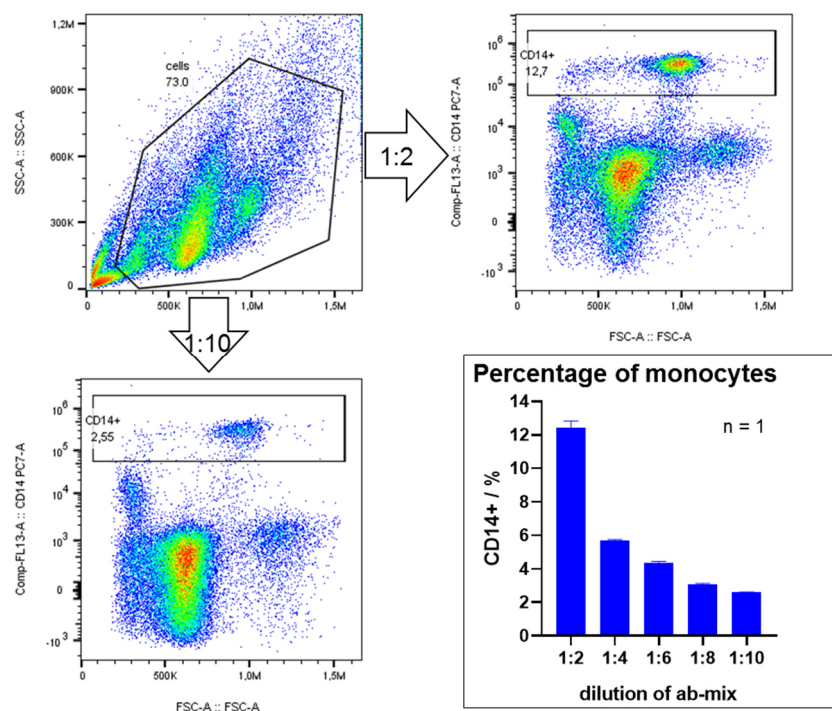 1,2M
900K
600K
300K
0
SSC-A :: SSC-A
cells
73.0
0
500K
1,0M
1,5M
FSC-A :: FSC-A
1:2
10⁶
10⁵
10⁴
10³
0
-10³
Comp-FL13-A :: CD14 PC7-A
CD14+
12,7
0
500K
1,0M
1,5M
FSC-A :: FSC-A
1:10
10⁶
10⁵
10⁴
10³
0
-10³
Comp-FL13-A :: CD14 PC7-A
CD14+
2,55
0
500K
1,0M
1,5M
FSC-A :: FSC-A
Percentage of monocytes
n = 1
14
12
10
8
6
4
2
0
CD14+ / %
1:2 1:4 1:6 1:8 1:10
dilution of ab-mix